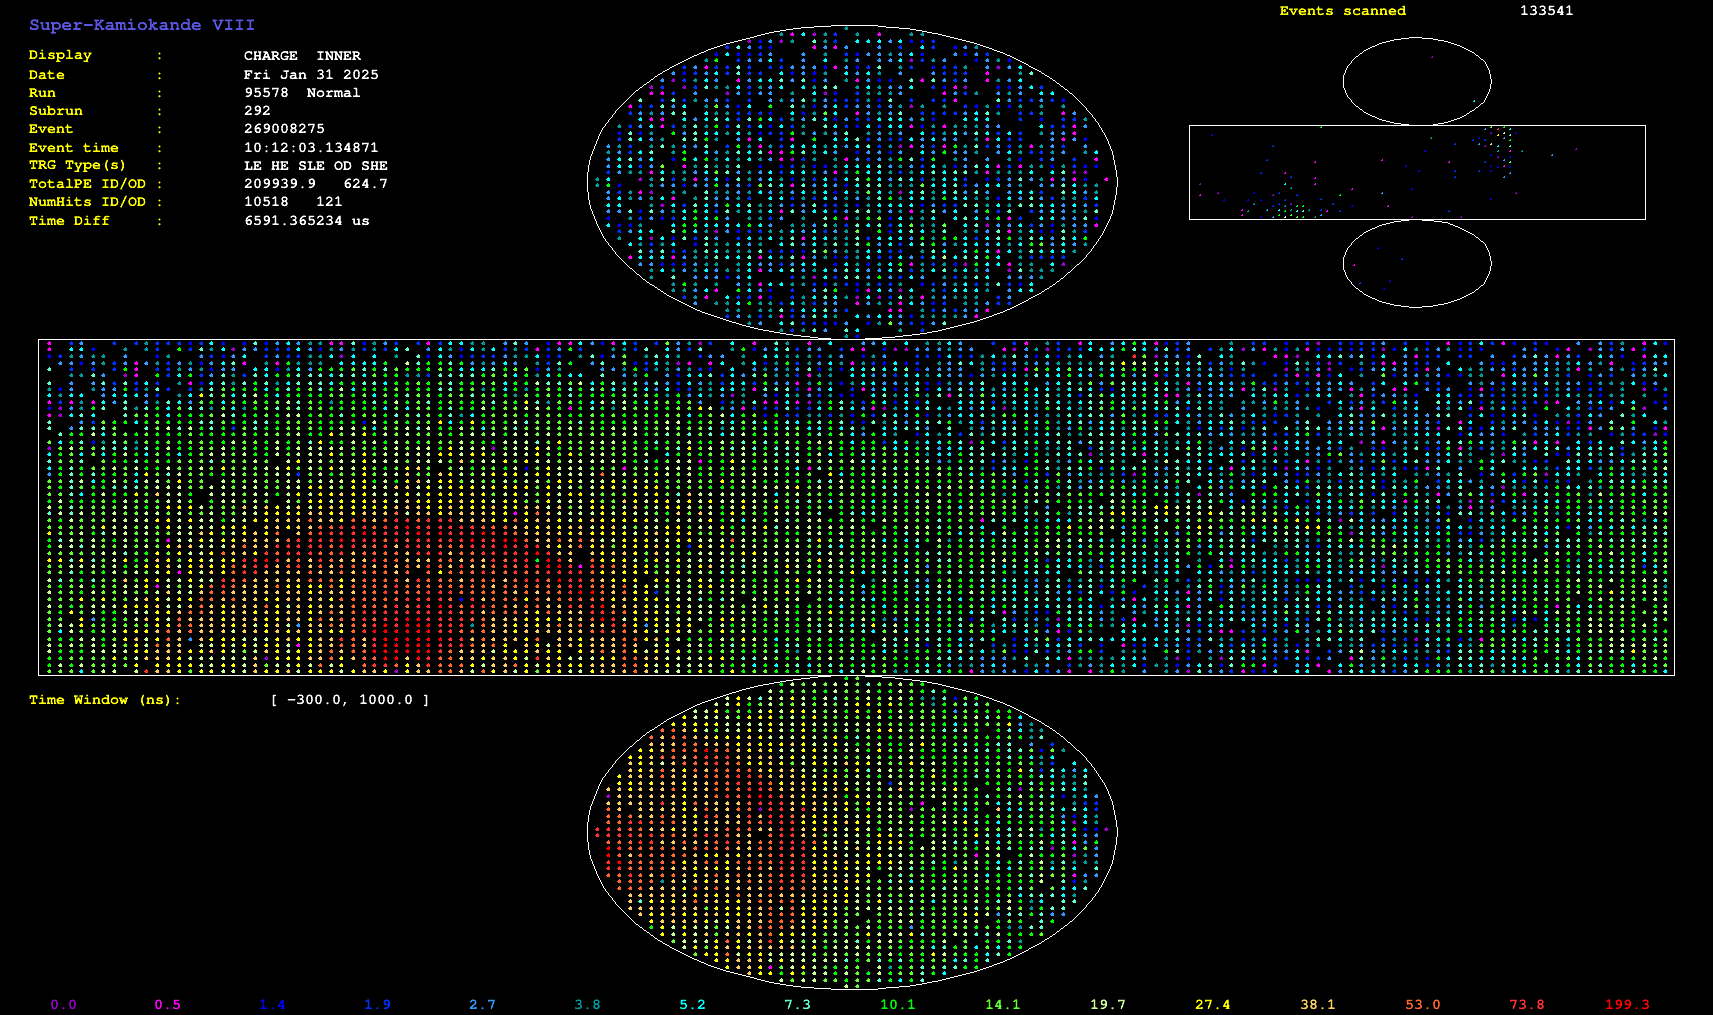 Super-Kamiokande VIII
Events scanned 133541
Display : CHARGE INNER
Date : Fri Jan 31 2025
Run : 95578 Normal
Subrun : 292
Event : 269008275
Event time : 10:12:03.134871
TRG Type(s) : LE HE SLE OD SHE
TotalPE ID/OD : 209939.9 624.7
NumHits ID/OD : 10518 121
Time Diff : 6591.365234 us
Time Window (ns): [ -300.0, 1000.0 ]
0.0 0.5 1.4 1.9 2.7 3.8 5.2 7.3 10.1 14.1 19.7 27.4 38.1 53.0 73.8 199.3